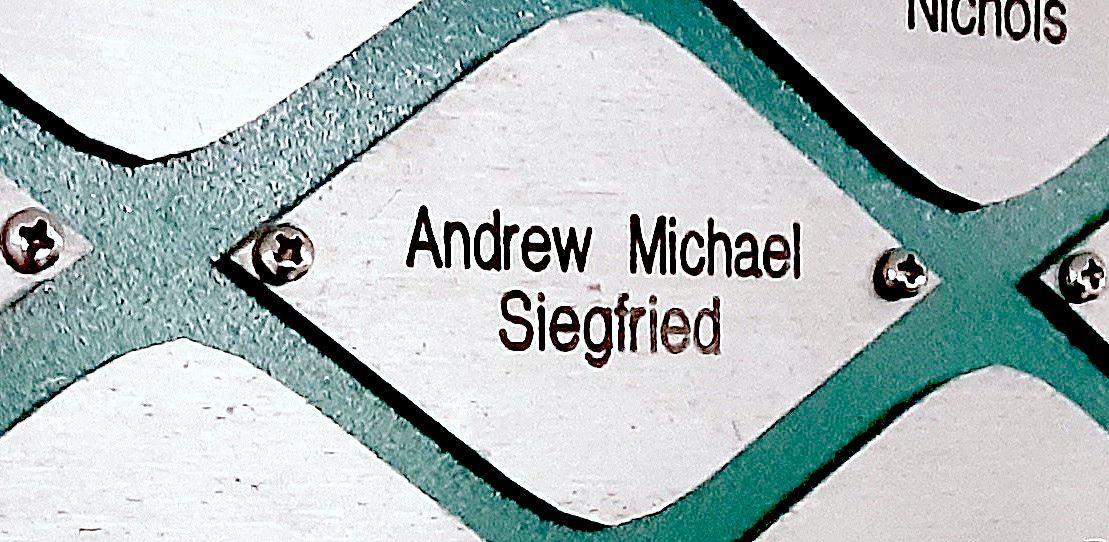 Nichols
Andrew Michael
Siegfried